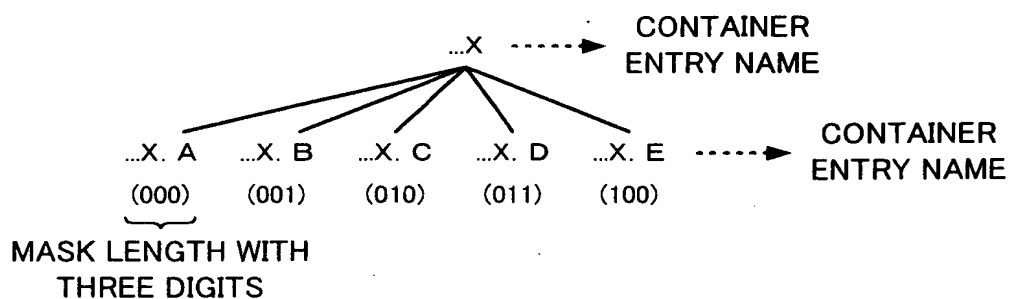 ...X
CONTAINER
ENTRY NAME
...X. A ...X. B ...X. C ...X. D ...X. E
CONTAINER
ENTRY NAME
(000) (001) (010) (011) (100)
MASK LENGTH WITH
THREE DIGITS